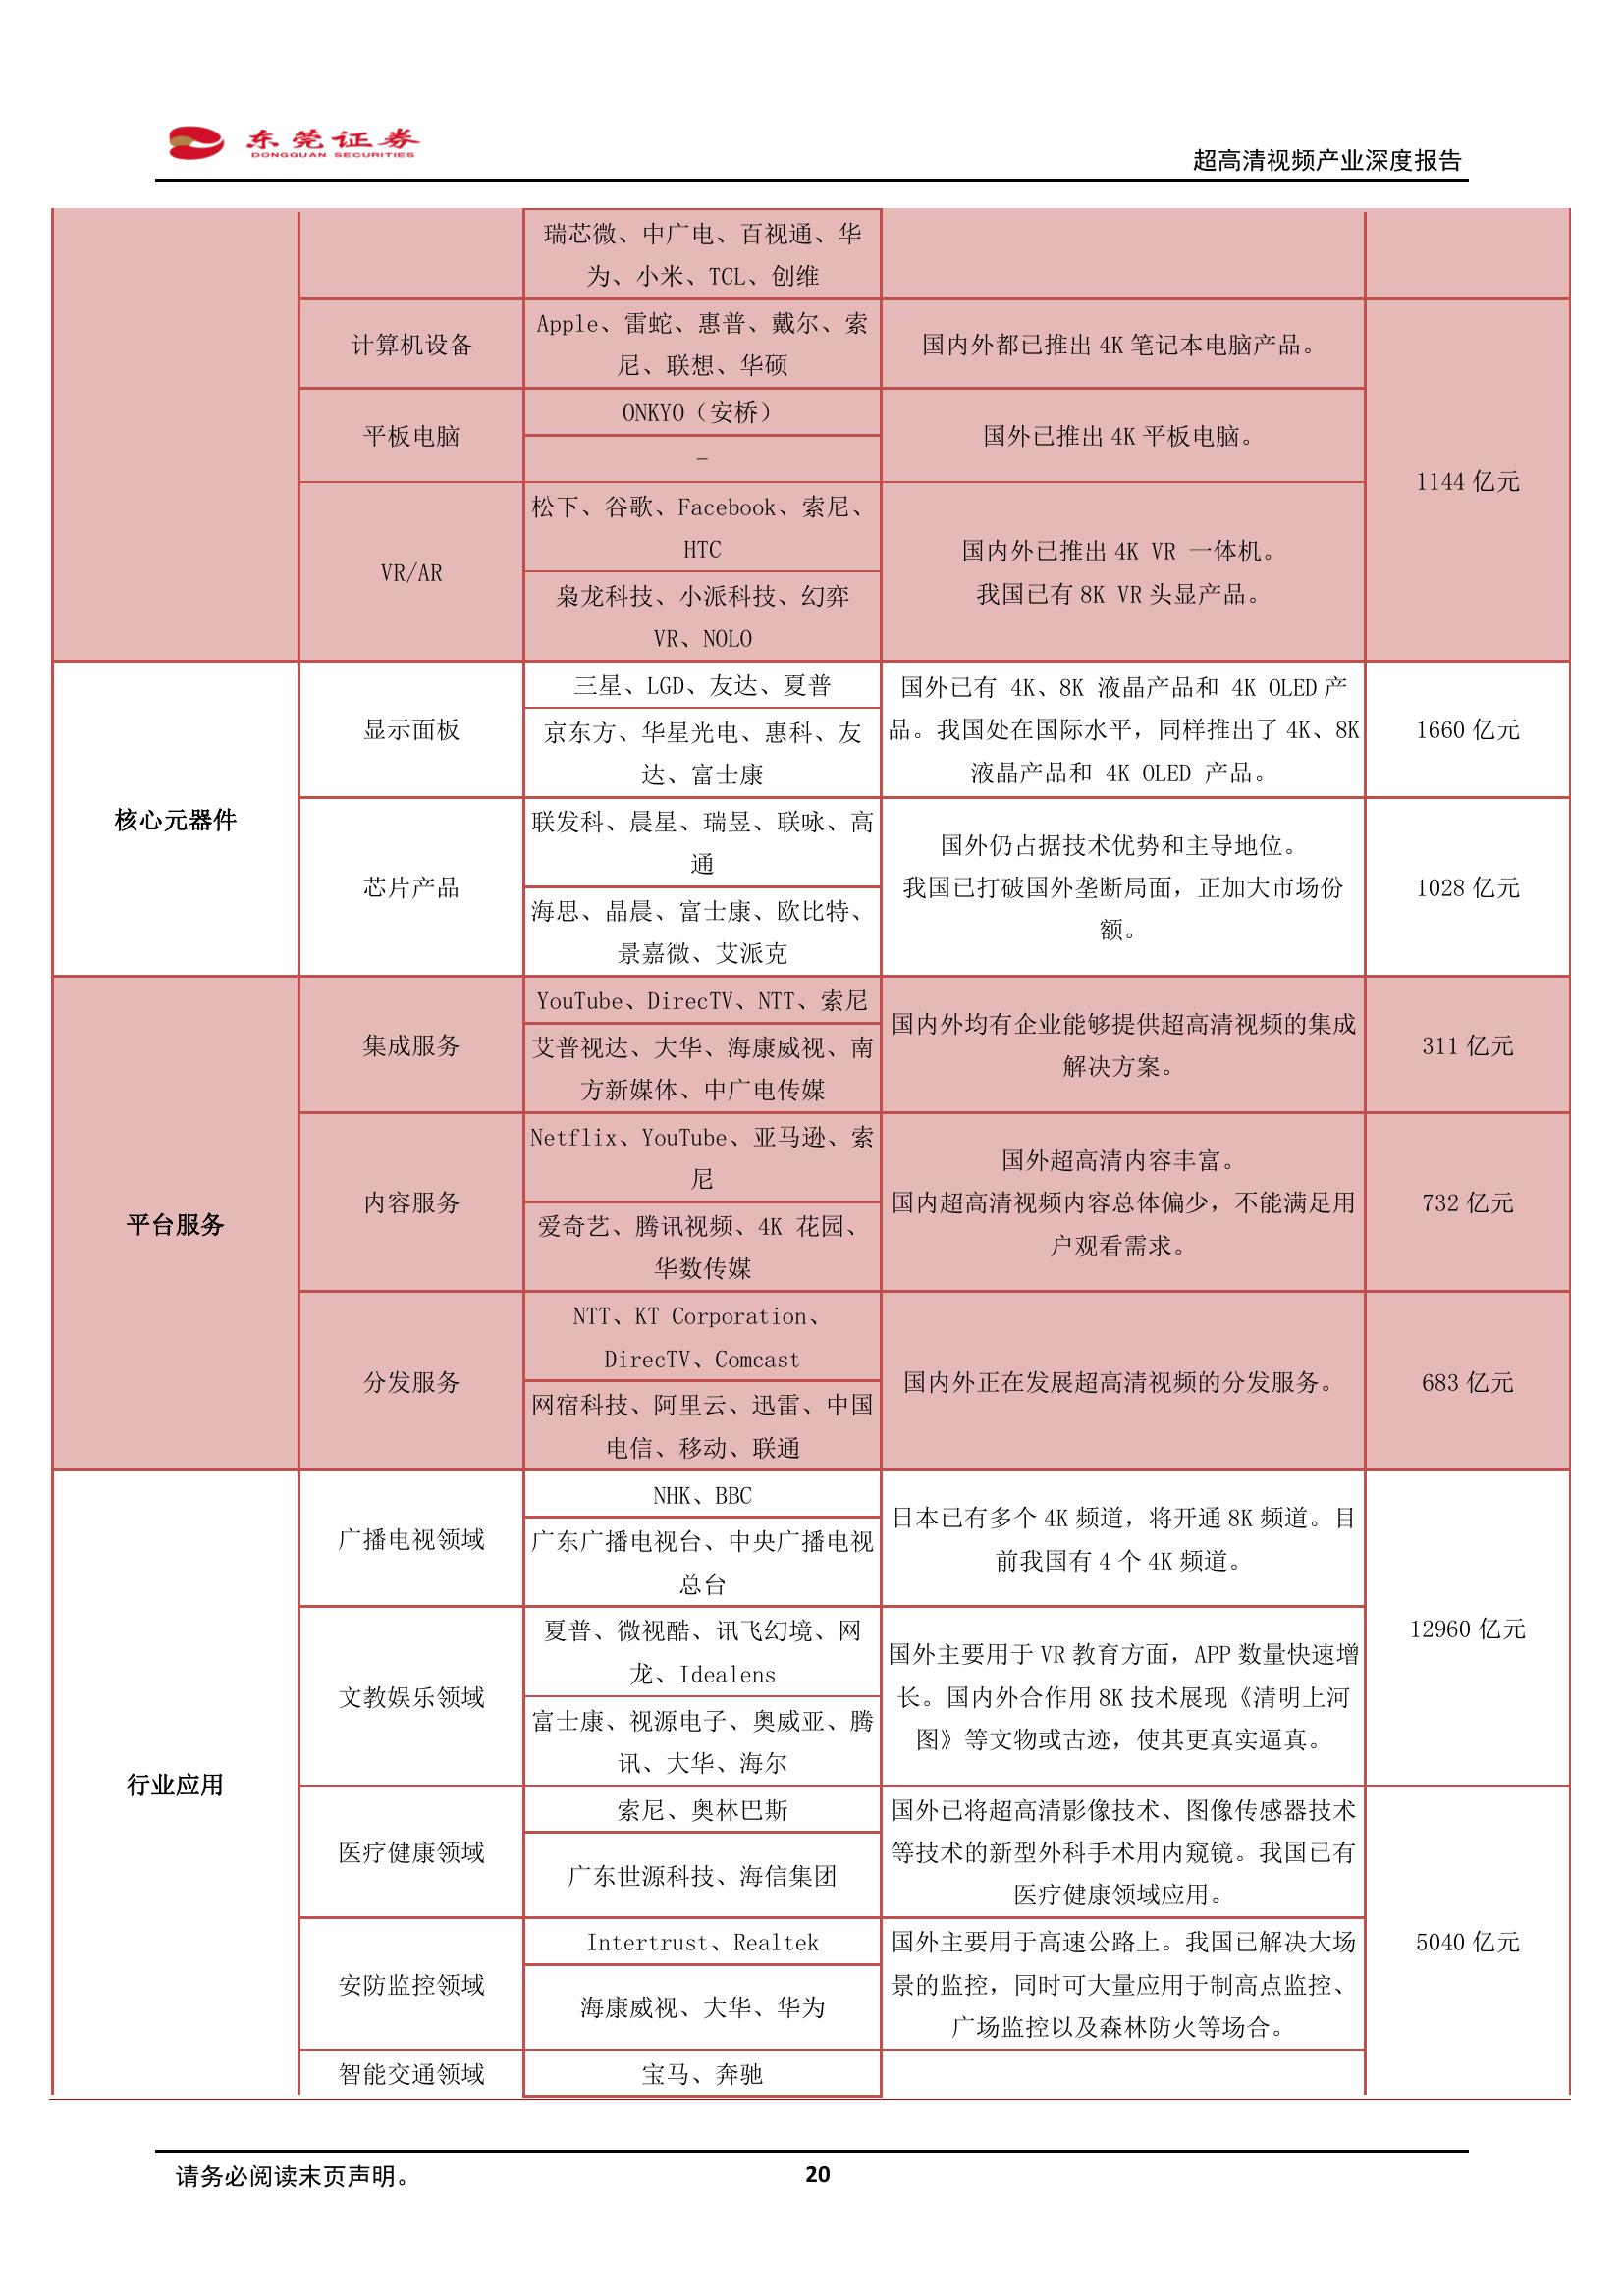 东莞证券
DONGGUAN SECURITIES
超高清视频产业深度报告
瑞芯微、中广电、百视通、华
为、小米、TCL、创维
计算机设备
Apple、雷蛇、惠普、戴尔、索
尼、联想、华硕
国内外都已推出 4K 笔记本电脑产品。
1144 亿元
平板电脑
ONKYO（安桥）
-
国外已推出 4K 平板电脑。
VR/AR
松下、谷歌、Facebook、索尼、
HTC
枭龙科技、小派科技、幻弈
VR、NOLO
国内外已推出 4K VR 一体机。
我国已有 8K VR 头显产品。
核心元器件
显示面板
三星、LGD、友达、夏普
京东方、华星光电、惠科、友
达、富士康
国外已有 4K、8K 液晶产品和 4K OLED 产
品。我国处在国际水平，同样推出了 4K、8K
液晶产品和 4K OLED 产品。
1660 亿元
芯片产品
联发科、晨星、瑞昱、联咏、高
通
海思、晶晨、富士康、欧比特、
景嘉微、艾派克
国外仍占据技术优势和主导地位。
我国已打破国外垄断局面，正加大市场份
额。
1028 亿元
平台服务
集成服务
YouTube、DirecTV、NTT、索尼
艾普视达、大华、海康威视、南
方新媒体、中广电传媒
国内外均有企业能够提供超高清视频的集成
解决方案。
311 亿元
内容服务
Netflix、YouTube、亚马逊、索
尼
爱奇艺、腾讯视频、4K 花园、
华数传媒
国外超高清内容丰富。
国内超高清视频内容总体偏少，不能满足用
户观看需求。
732 亿元
分发服务
NTT、KT Corporation、
DirecTV、Comcast
网宿科技、阿里云、迅雷、中国
电信、移动、联通
国内外正在发展超高清视频的分发服务。
683 亿元
行业应用
广播电视领域
NHK、BBC
广东广播电视台、中央广播电视
总台
日本已有多个 4K 频道，将开通 8K 频道。目
前我国有 4 个 4K 频道。
12960 亿元
文教娱乐领域
夏普、微视酷、讯飞幻境、网
龙、Idealens
富士康、视源电子、奥威亚、腾
讯、大华、海尔
国外主要用于 VR 教育方面，APP 数量快速增
长。国内外合作用 8K 技术展现《清明上河
图》等文物或古迹，使其更真实逼真。
医疗健康领域
索尼、奥林巴斯
广东世源科技、海信集团
国外已将超高清影像技术、图像传感器技术
等技术的新型外科手术用内窥镜。我国已有
医疗健康领域应用。
5040 亿元
安防监控领域
Intertrust、Realtek
海康威视、大华、华为
国外主要用于高速公路上。我国已解决大场
景的监控，同时可大量应用于制高点监控、
广场监控以及森林防火等场合。
智能交通领域
宝马、奔驰
请务必阅读末页声明。
20